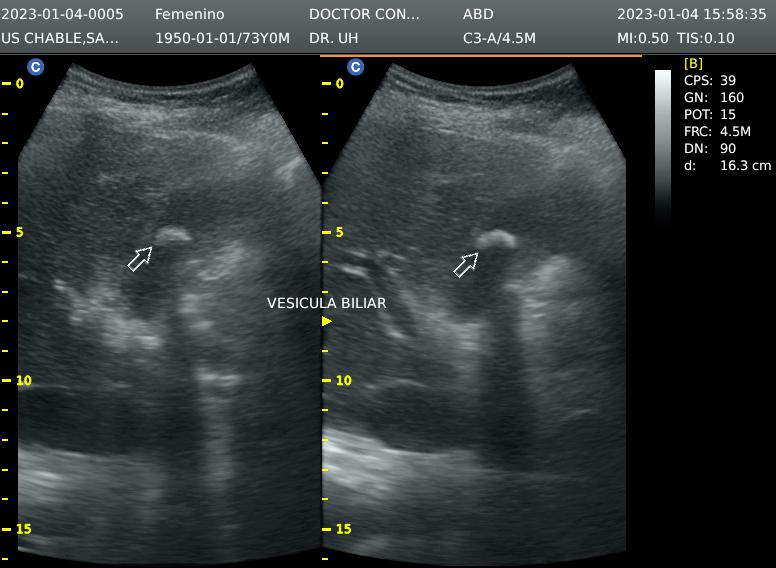 2023-01-04-0005 Femenino DOCTOR CON... ABD 2023-01-04 15:58:35
US CHABLE,SA... 1950-01-01/73Y0M DR. UH C3-A/4.5M MI:0.50 TIS:0.10
C C [B]
0 0 CPS: 39
GN: 160
POT: 15
FRC: 4.5M
DN: 90
d: 16.3 cm
5 5
VESICULA BILIAR
10 10
15 15